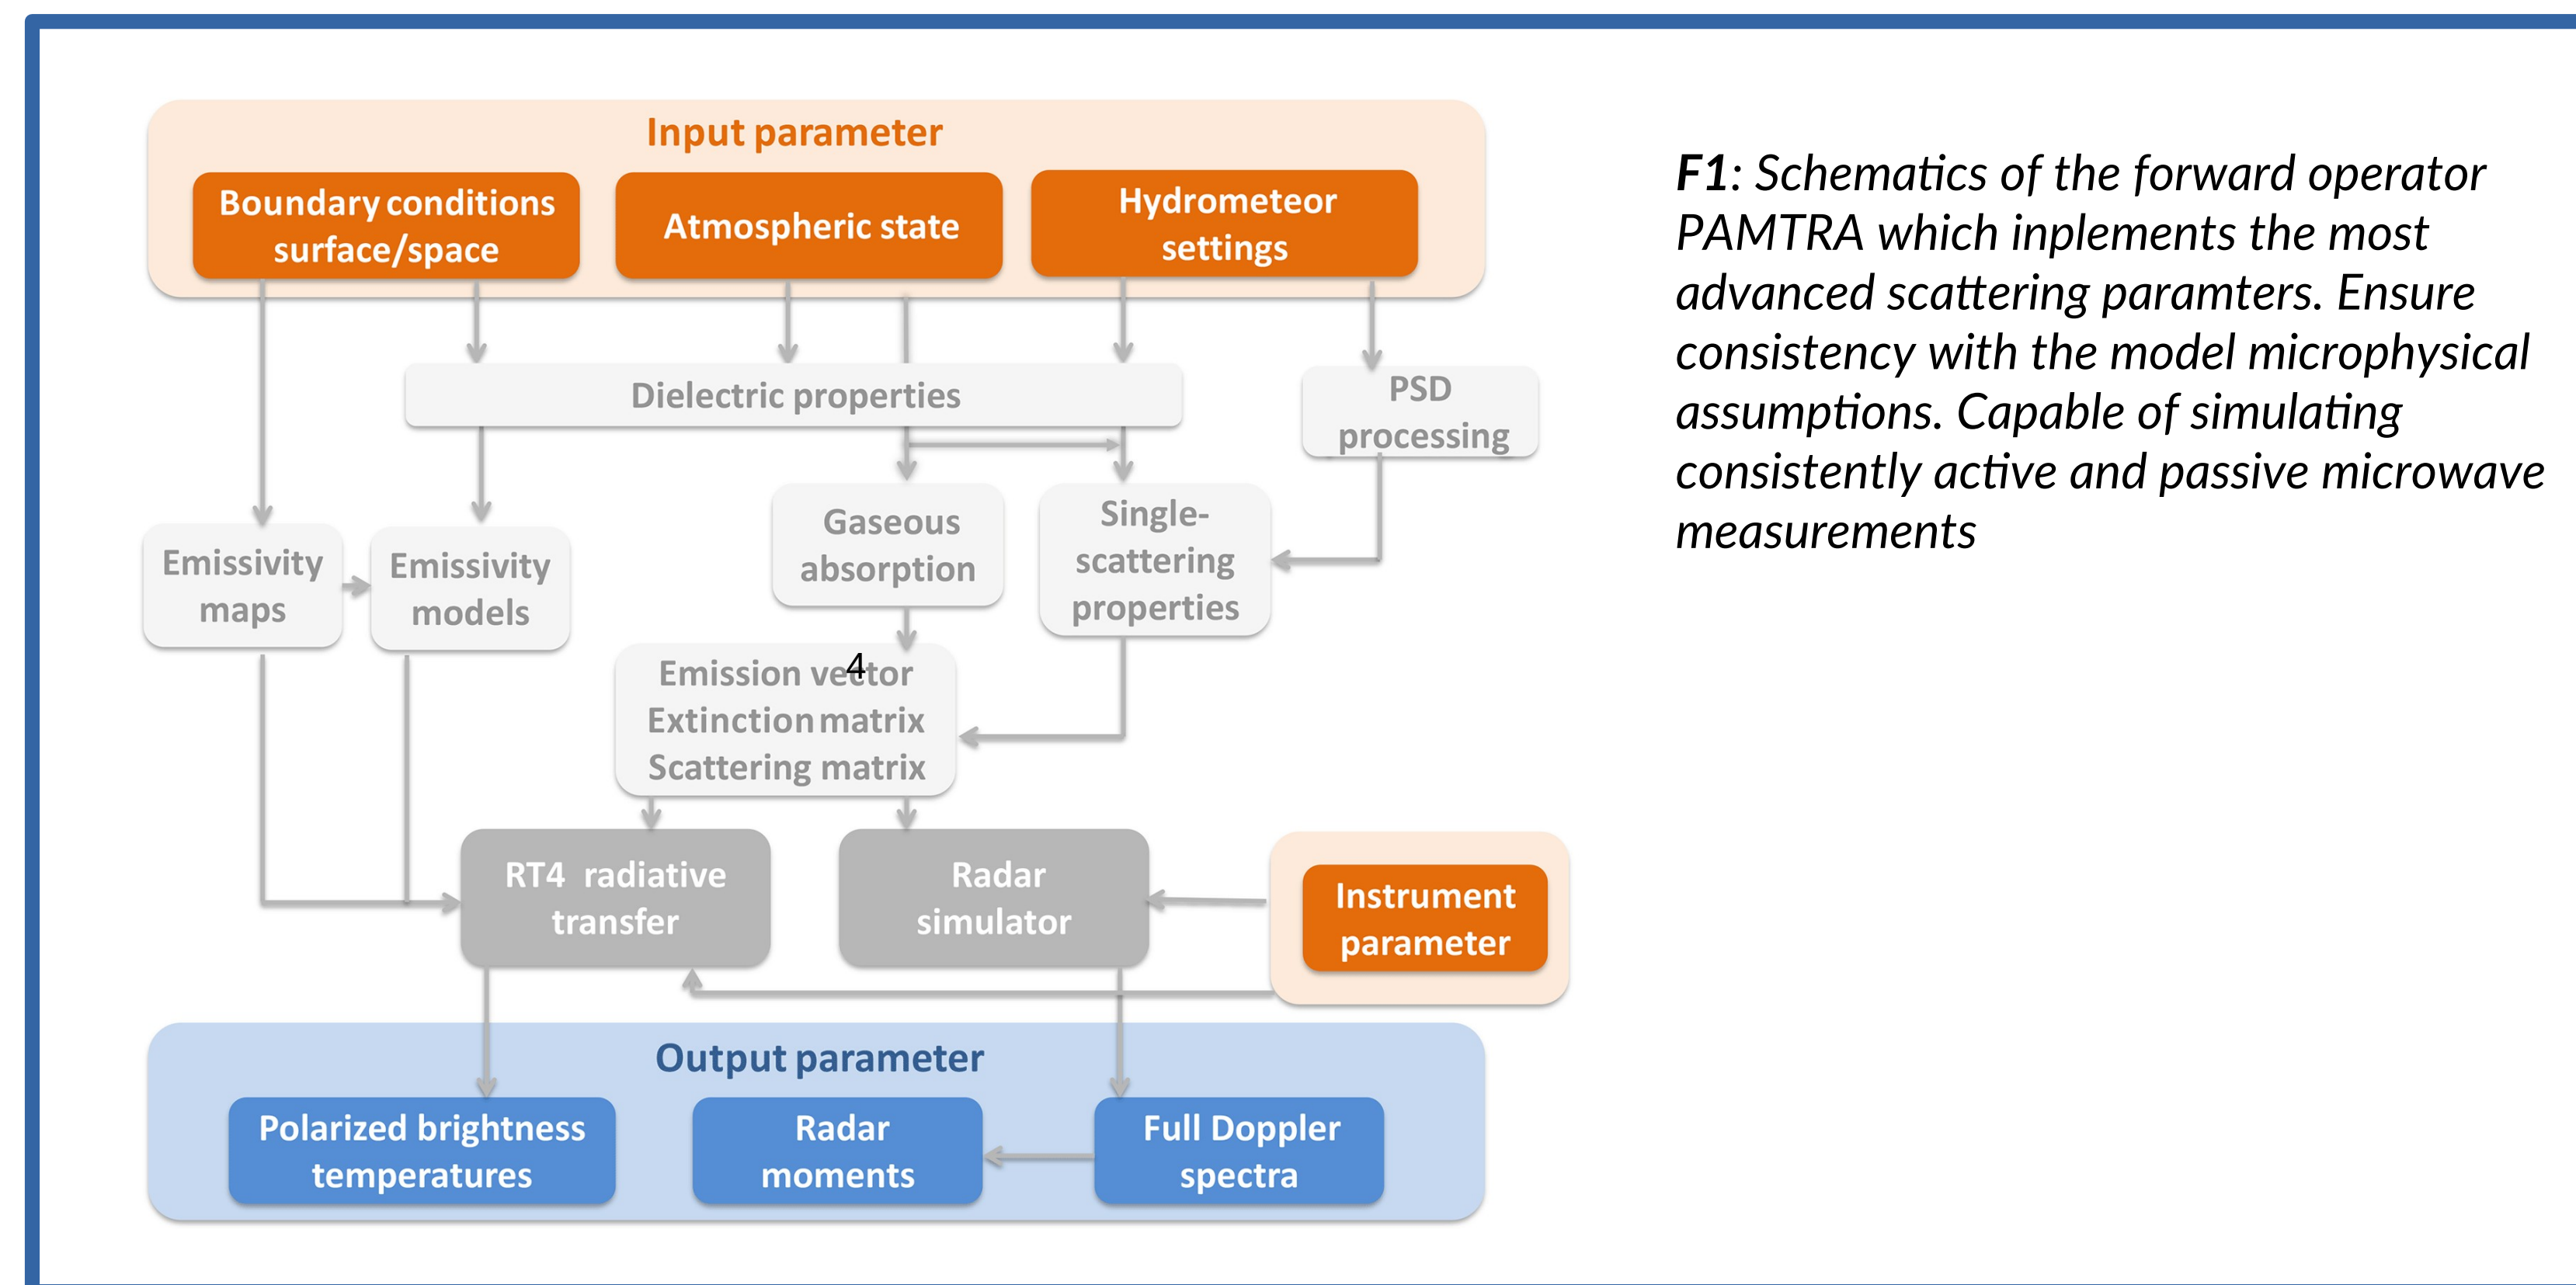 Input parameter
Boundary conditions
surface/space
Atmospheric state
Hydrometeor
settings
Dielectric properties
PSD
processing
Emissivity
maps
Emissivity
models
Gaseous
absorption
Single-
scattering
properties
4
Emission vector
Extinction matrix
Scattering matrix
RT4 radiative
transfer
Radar
simulator
Instrument
parameter
Output parameter
Polarized brightness
temperatures
Radar
moments
Full Doppler
spectra
F1: Schematics of the forward operator
PAMTRA which inplements the most
advanced scattering paramters. Ensure
consistency with the model microphysical
assumptions. Capable of simulating
consistently active and passive microwave
measurements